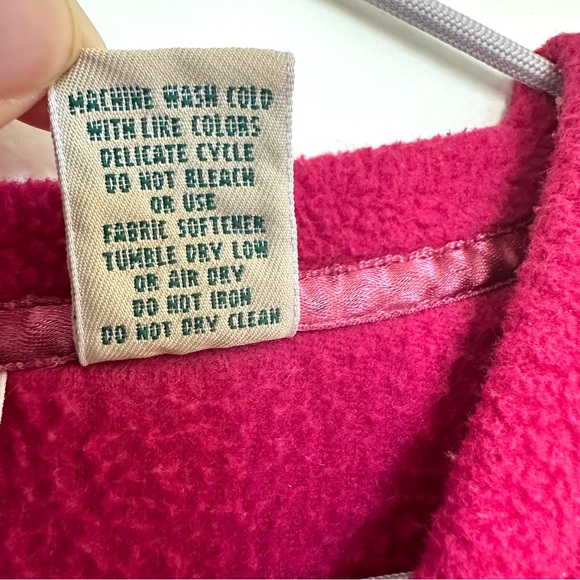 MACHINE WASH COLD
WITH LIKE COLORS
DELICATE CYCLE
DO NOT BLEACH
OR USE
FABRIC SOFTENER
TUMBLE DRY LOW
OR AIR DRY
DO NOT IRON
DO NOT DRY CLEAN